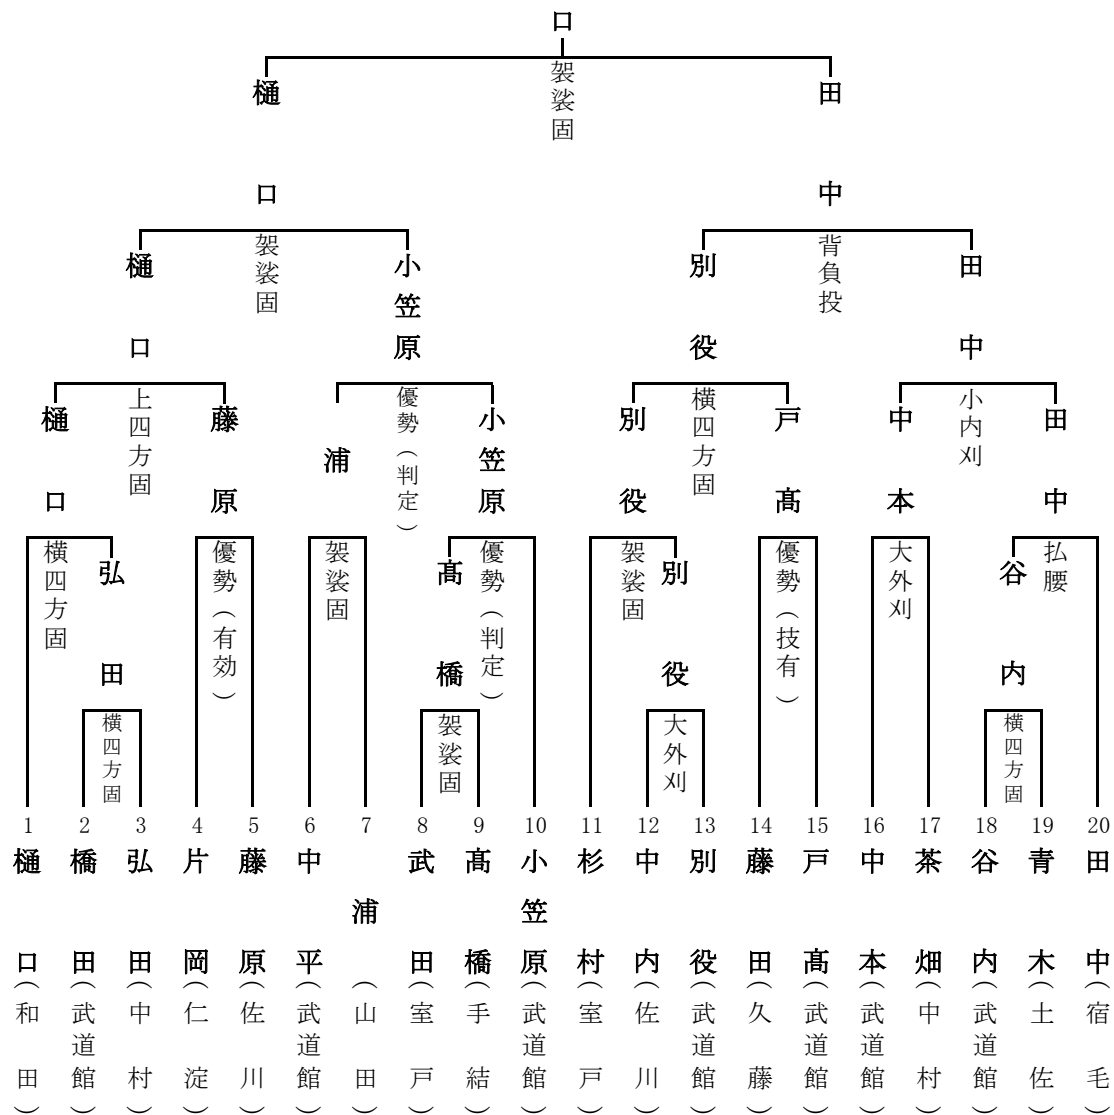 口
袈裟固
樋口
田中
袈裟固
背負投
樋口
小笠原
別役
田中
上四方固
優勢（判定）
横四方固
小内刈
樋口
藤原
浦
小笠原
別役
戸髙
中本
田中
横四方固
優勢（有効）
袈裟固
優勢（判定）
袈裟固
優勢（技有）
大外刈
払腰
弘田
髙橋
別役
谷内
横四方固
袈裟固
大外刈
横四方固
1 樋口（和田）
2 橋田（武道館）
3 弘田（中村）
4 片岡（仁淀）
5 藤原（佐川）
6 中平（武道館）
7 浦（山田）
8 武田（室戸）
9 髙橋（手結）
10 小笠原（武道館）
11 杉村（室戸）
12 中内（佐川）
13 別役（武道館）
14 藤田（久藤）
15 戸髙（武道館）
16 中本（武道館）
17 茶畑（中村）
18 谷内（武道館）
19 青木（土佐）
20 田中（宿毛）